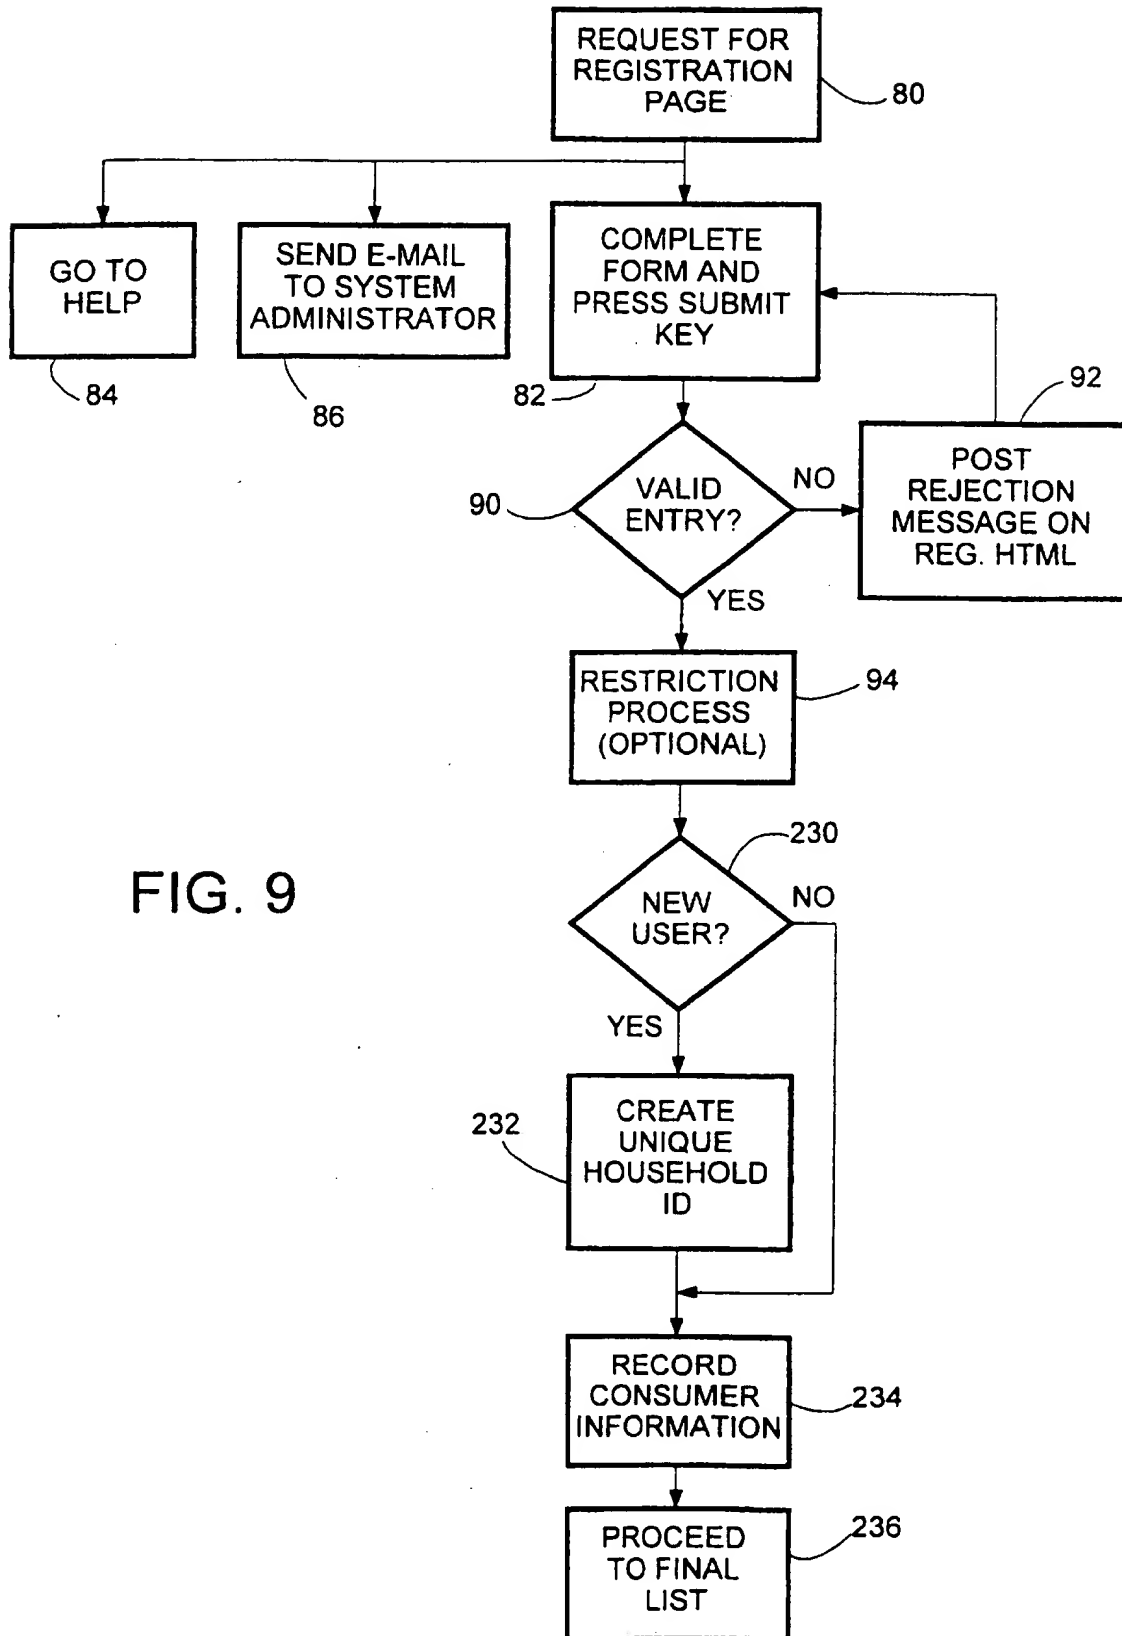 REQUEST FOR
REGISTRATION
PAGE
80
GO TO
HELP
84
SEND E-MAIL
TO SYSTEM
ADMINISTRATOR
86
COMPLETE
FORM AND
PRESS SUBMIT
KEY
82
92
POST
REJECTION
MESSAGE ON
REG. HTML
90
VALID
ENTRY?
NO
YES
RESTRICTION
PROCESS
(OPTIONAL)
94
FIG. 9
230
NEW
USER?
NO
YES
232
CREATE
UNIQUE
HOUSEHOLD
ID
RECORD
CONSUMER
INFORMATION
234
PROCEED
TO FINAL
LIST
236